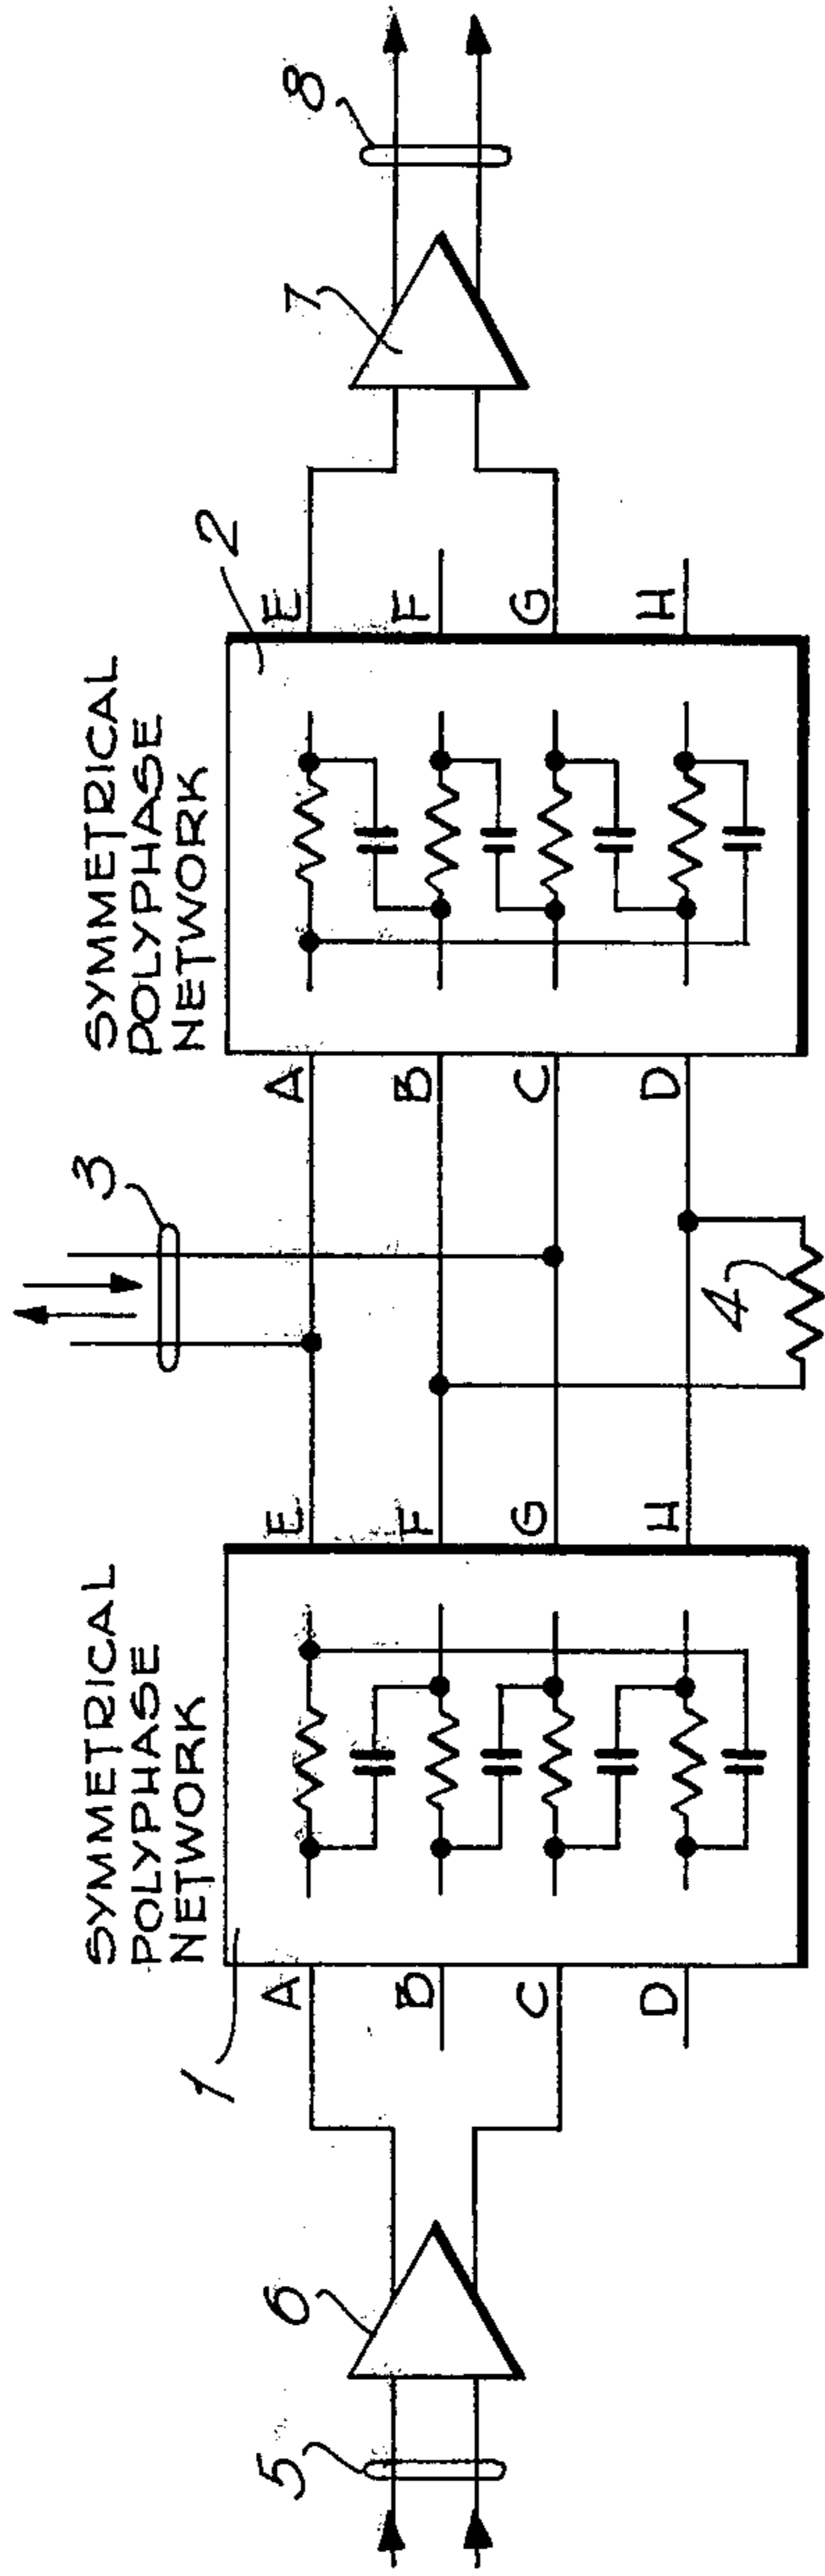 SYMMETRICAL
POLYPHASE
NETWORK
1
A
B
C
D
E
F
G
H
5
6
3
4
SYMMETRICAL
POLYPHASE
NETWORK
2
A
B
C
D
E
F
G
H
7
8